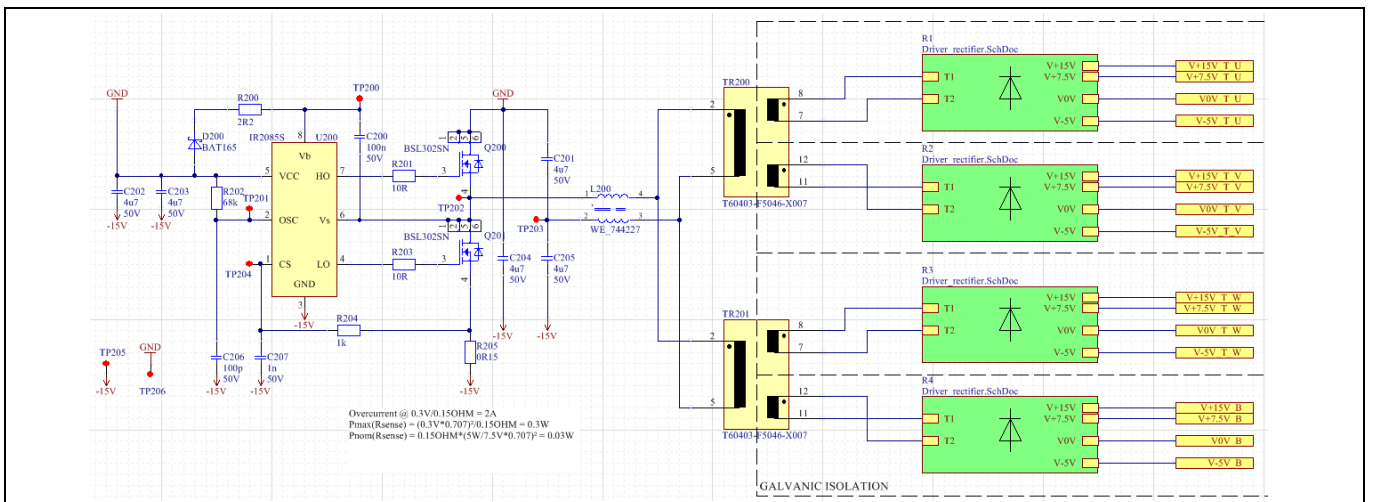 GND
R200
2R2
D200
BAT165
IR2085S
U200
8
Vb
VCC
HO
OSC
Vs
CS
LO
GND
5
7
2
6
1
4
3
-15V
TP200
C200
100n
50V
R201
10R
BSL302SN
Q200
1
2
5
6
3
4
TP202
BSL302SN
Q201
1
2
5
6
3
4
R203
10R
C202
4u7
50V
-15V
C203
4u7
50V
-15V
R202
68k
TP201
TP204
R204
1k
R205
0R15
-15V
TP205
-15V
GND
TP206
C206
100p
50V
-15V
C207
1n
50V
-15V
GND
C201
4u7
50V
TP203
C204
4u7
50V
-15V
C205
4u7
50V
-15V
L200
1
4
2
3
WE_744227
Overcurrent @ 0.3V/0.15OHM = 2A
Pmax(Rsense) = (0.3V*0.707)²/0.15OHM = 0.3W
Pnom(Rsense) = 0.15OHM*(5W/7.5V*0.707)² = 0.03W
TR200
2
5
8
7
12
11
T60403-F5046-X007
TR201
2
5
8
7
12
11
T60403-F5046-X007
R1
Driver_rectifier.SchDoc
T1
T2
V+15V
V+7.5V
V0V
V-5V
V+15V_T_U
V+7.5V_T_U
V0V_T_U
V-5V_T_U
R2
Driver_rectifier.SchDoc
T1
T2
V+15V
V+7.5V
V0V
V-5V
V+15V_T_V
V+7.5V_T_V
V0V_T_V
V-5V_T_V
R3
Driver_rectifier.SchDoc
T1
T2
V+15V
V+7.5V
V0V
V-5V
V+15V_T_W
V+7.5V_T_W
V0V_T_W
V-5V_T_W
R4
Driver_rectifier.SchDoc
T1
T2
V+15V
V+7.5V
V0V
V-5V
V+15V_B
V+7.5V_B
V0V_B
V-5V_B
GALVANIC ISOLATION